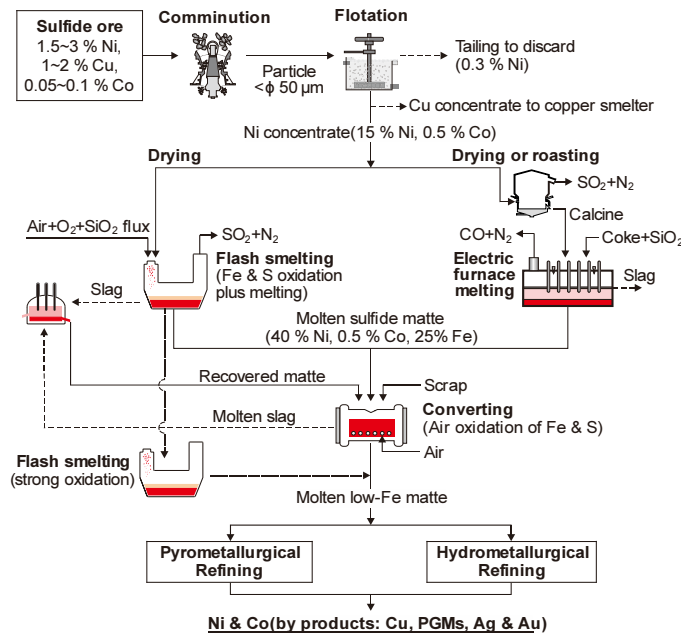 Sulfide ore
1.5~3 % Ni,
1~2 % Cu,
0.05~0.1 % Co
Comminution
Flotation
Particle
<ϕ 50 μm
Tailing to discard
(0.3 % Ni)
Cu concentrate to copper smelter
Ni concentrate(15 % Ni, 0.5 % Co)
Drying
Drying or roasting
SO2+N2
Calcine
Air+O2+SiO2 flux
SO2+N2
CO+N2
Coke+SiO2
Flash smelting
(Fe & S oxidation
plus melting)
Electric
furnace
melting
Slag
Slag
Molten sulfide matte
(40 % Ni, 0.5 % Co, 25% Fe)
Recovered matte
Scrap
Molten slag
Converting
(Air oxidation of Fe & S)
Air
Flash smelting
(strong oxidation)
Molten low-Fe matte
Pyrometallurgical
Refining
Hydrometallurgical
Refining
Ni & Co(by products: Cu, PGMs, Ag & Au)